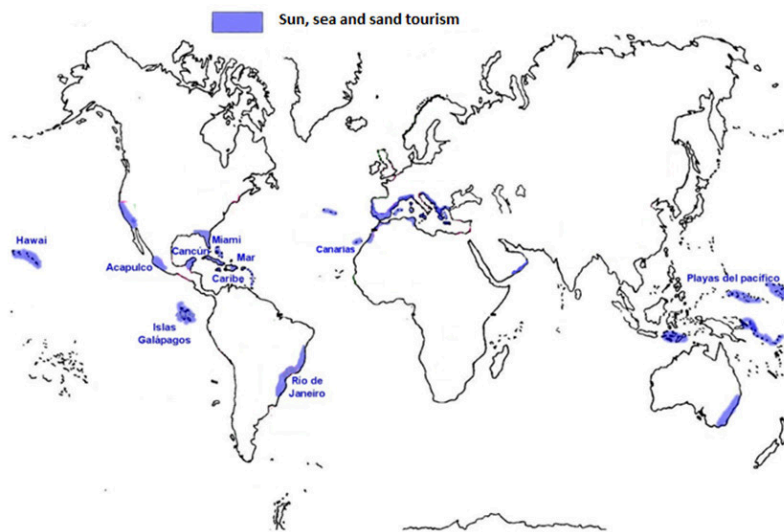 Sun, sea and sand tourism
Hawai
Miami
Cancún
Mar
Caribe
Acapulco
Canarias
Islas
Galápagos
Rio de
Janeiro
Playas del pacífico